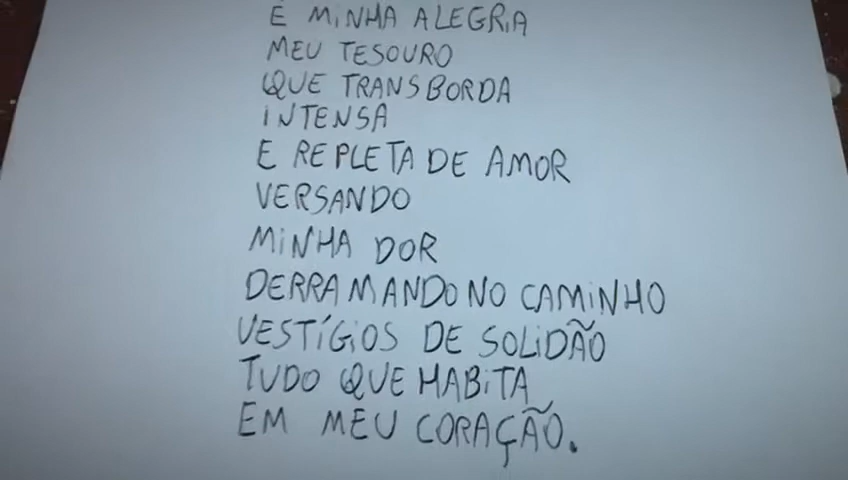 É MINHA ALEGRIA
MEU TESOURO
QUE TRANSBORDA
INTENSA
E REPLETA DE AMOR
VERSANDO
MINHA DOR
DERRAMANDO NO CAMINHO
VESTÍGIOS DE SOLIDÃO
TUDO QUE HABITA
EM MEU CORAÇÃO.